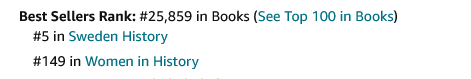 Best Sellers Rank: #25,859 in Books (See Top 100 in Books)
#5 in Sweden History
#149 in Women in History